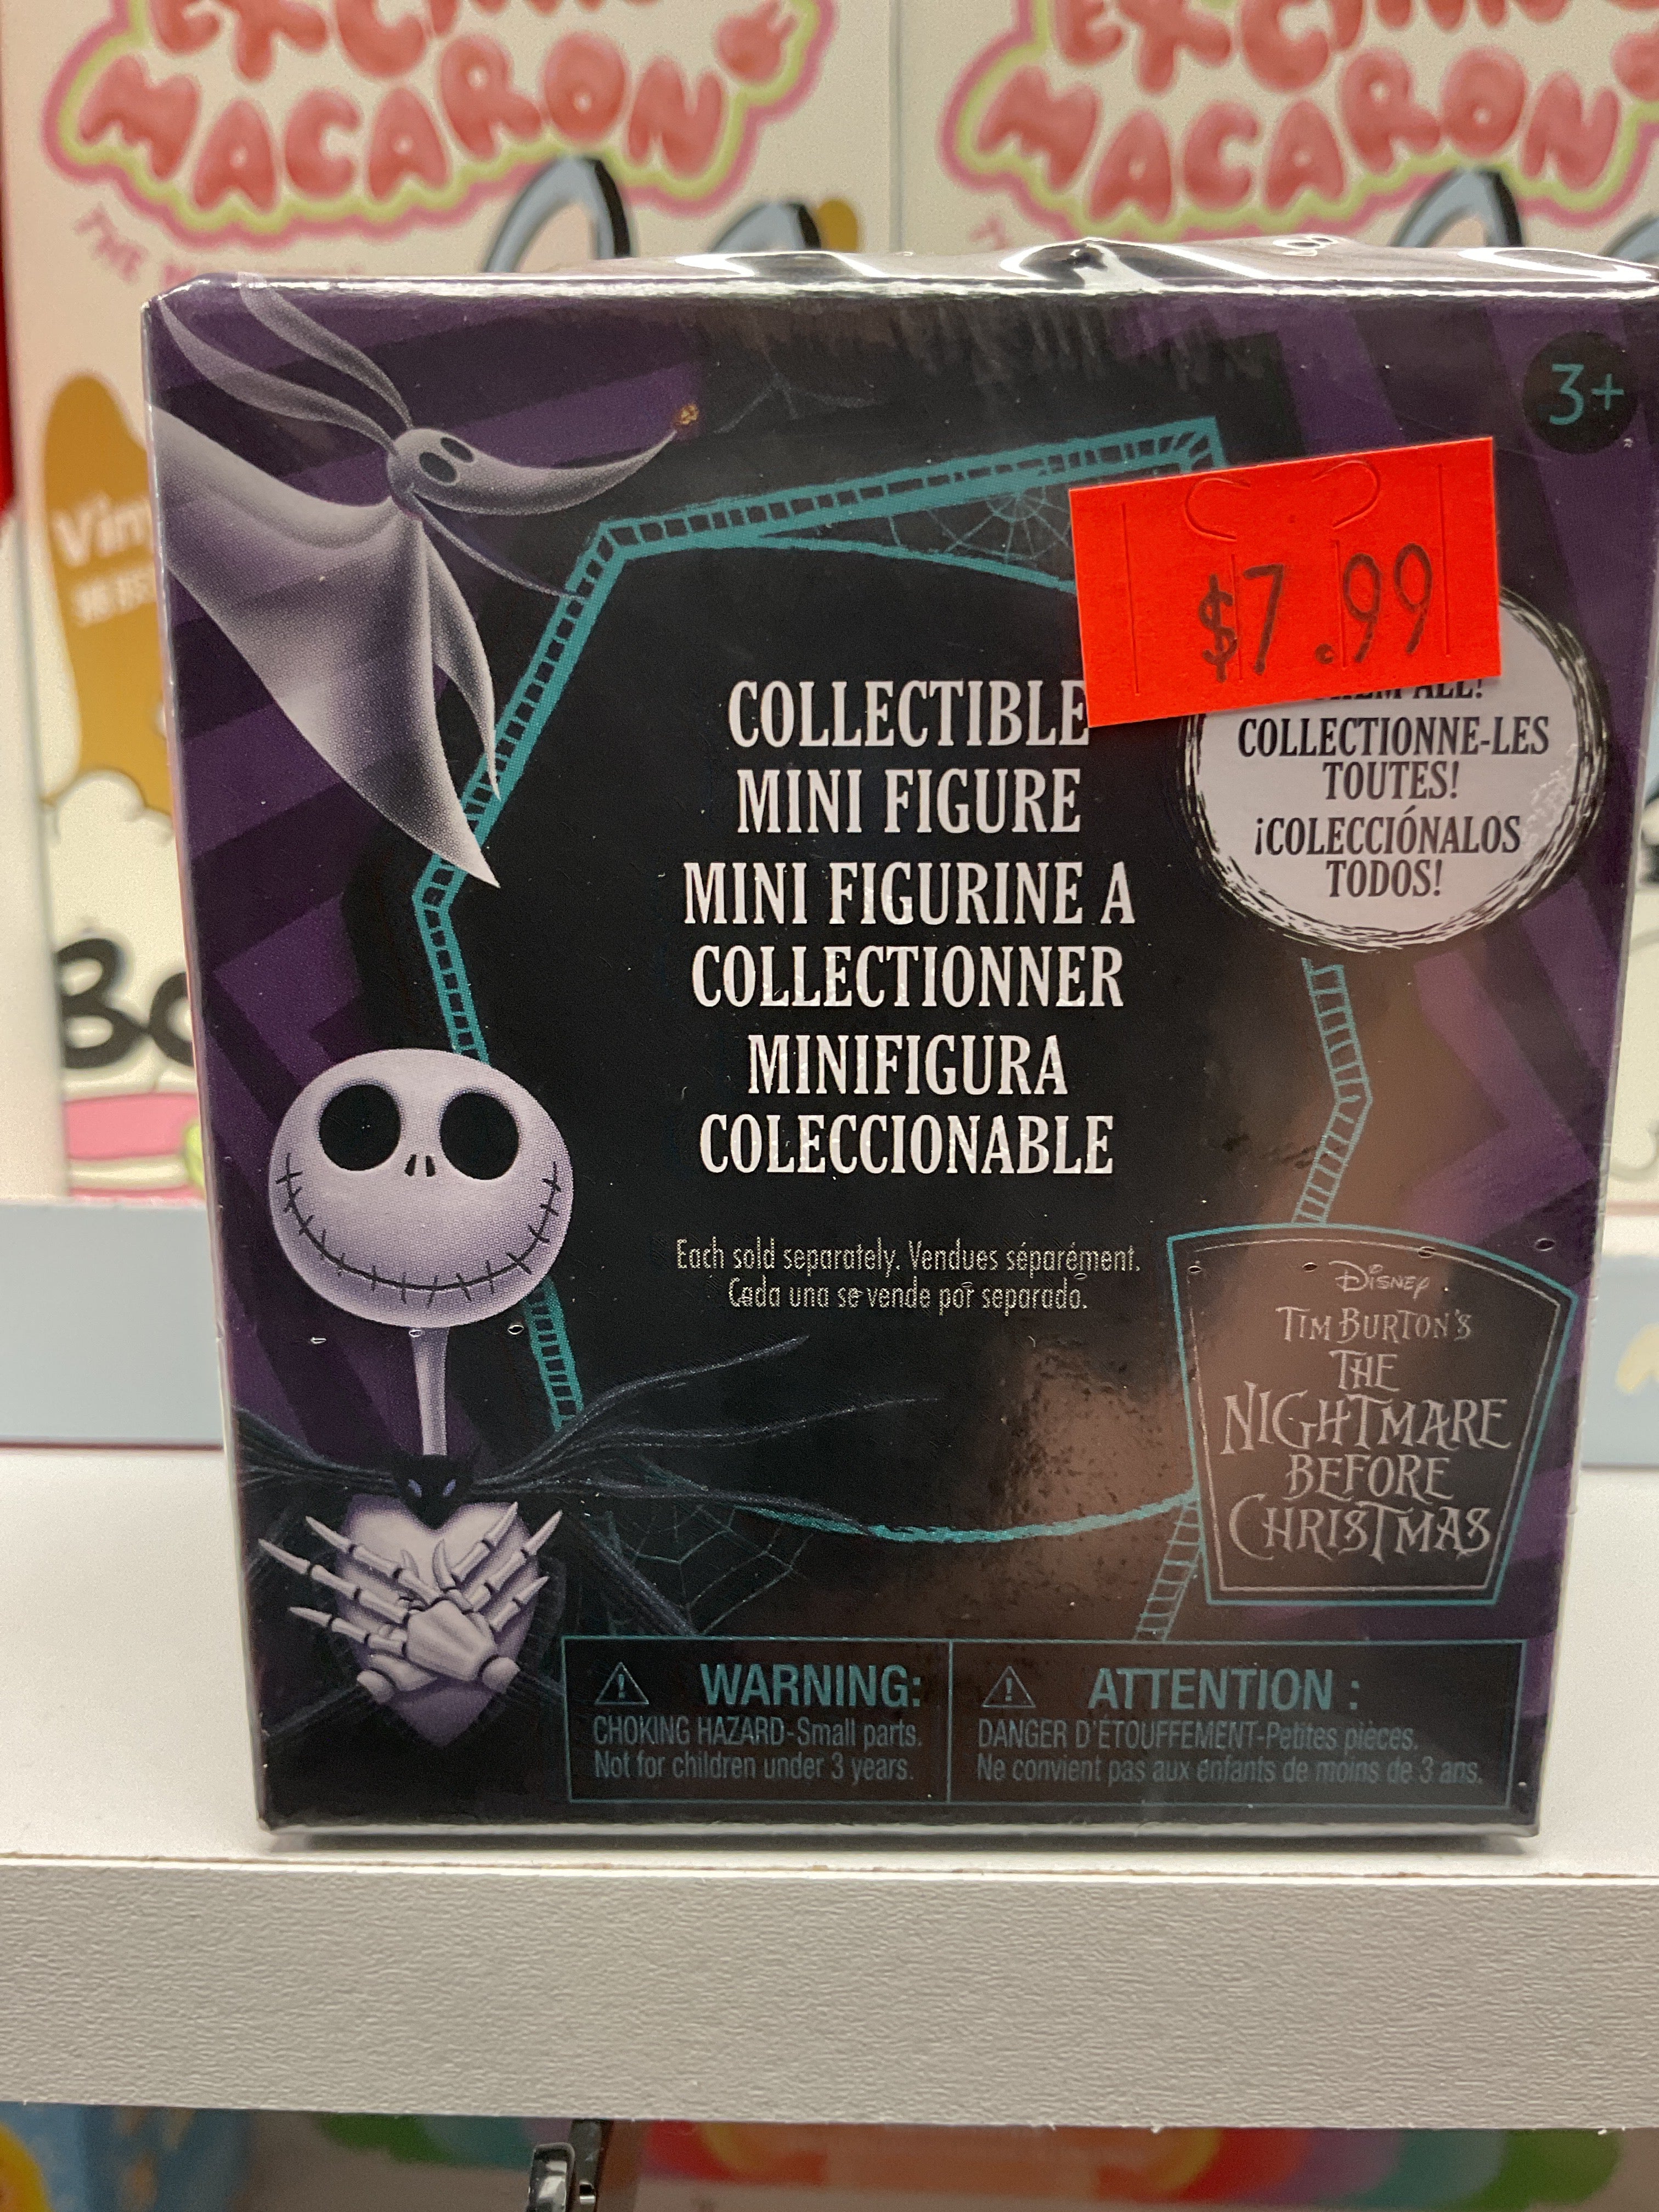 MACARON
MACARON
THE
3+
$7.99
ALL!
COLLECTIONNE-LES
TOUTES!
¡COLECCIÓNALOS
TODOS!
COLLECTIBLE
MINI FIGURE
MINI FIGURINE A
COLLECTIONNER
MINIFIGURA
COLECCIONABLE
Each sold separately. Vendues séparément.
Cada una se vende por separado.
DISNEY
TIM BURTON'S
THE
NIGHTMARE
BEFORE
CHRISTMAS
WARNING:
CHOKING HAZARD-Small parts.
Not for children under 3 years.
ATTENTION :
DANGER D'ÉTOUFFEMENT-Petites pièces.
Ne convient pas aux enfants de moins de 3 ans.